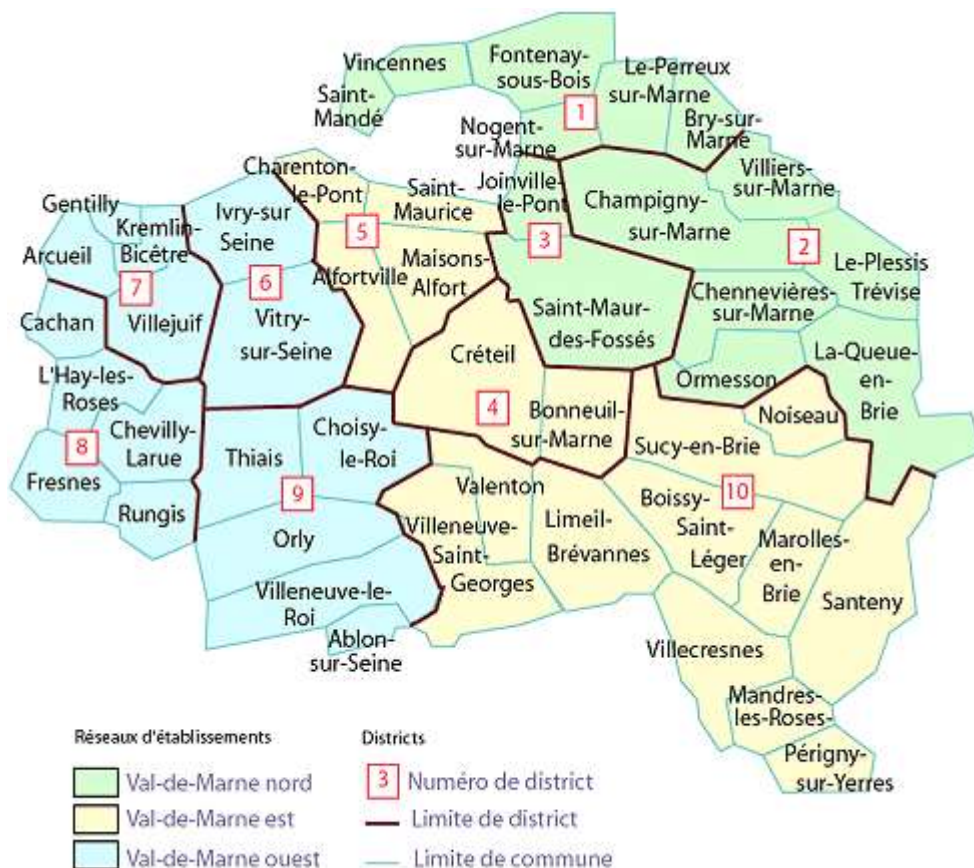 Vincennes
Fontenay-
sous-Bois
Le-Perreux
sur-Marne
Saint-
Mandé
1
Bry-sur-
Marne
Nogent-
sur-Marne
Charenton-
le-Pont
Saint-
Maurice
Joinville-
le-Pont
Villiers-
sur-Marne
Champigny-
sur-Marne
Gentilly
Kremlin-
Bicêtre
Ivry-sur
Seine
5
3
2
Arcueil
7
6
Alfortville
Maisons-
Alfort
Le-Plessis
Trévise
Chennevières-
sur-Marne
Cachan
Villejuif
Vitry-
sur-Seine
Saint-Maur-
des-Fossés
Créteil
La-Queue-
en-
Brie
Ormesson
L'Hay-les-
Roses
4
Bonneuil-
sur-Marne
Noiseau
Chevilly-
Larue
Choisy-
le-Roi
Sucy-en-Brie
8
Thiais
Fresnes
9
Valenton
10
Rungis
Boissy-
Saint-
Léger
Orly
Villeneuve-
Saint-
Georges
Limeil-
Brévannes
Marolles-
en-
Brie
Villeneuve-le-
Roi
Santeny
Ablon-
sur-Seine
Villecresnes
Mandres-
les-Roses-
Périgny-
sur-Yerres
Réseaux d'établissements
Val-de-Marne nord
Val-de-Marne est
Val-de-Marne ouest
Districts
3 Numéro de district
Limite de district
Limite de commune